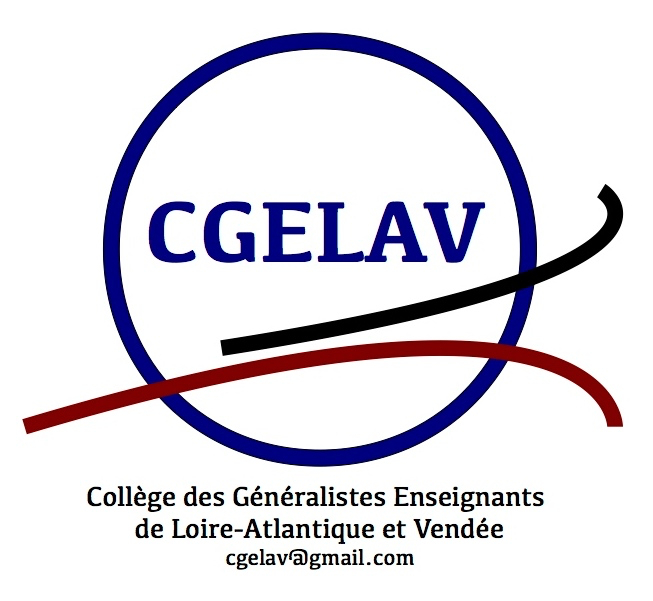 CGELAV
Collège des Généralistes Enseignants
de Loire-Atlantique et Vendée
cgelav@gmail.com